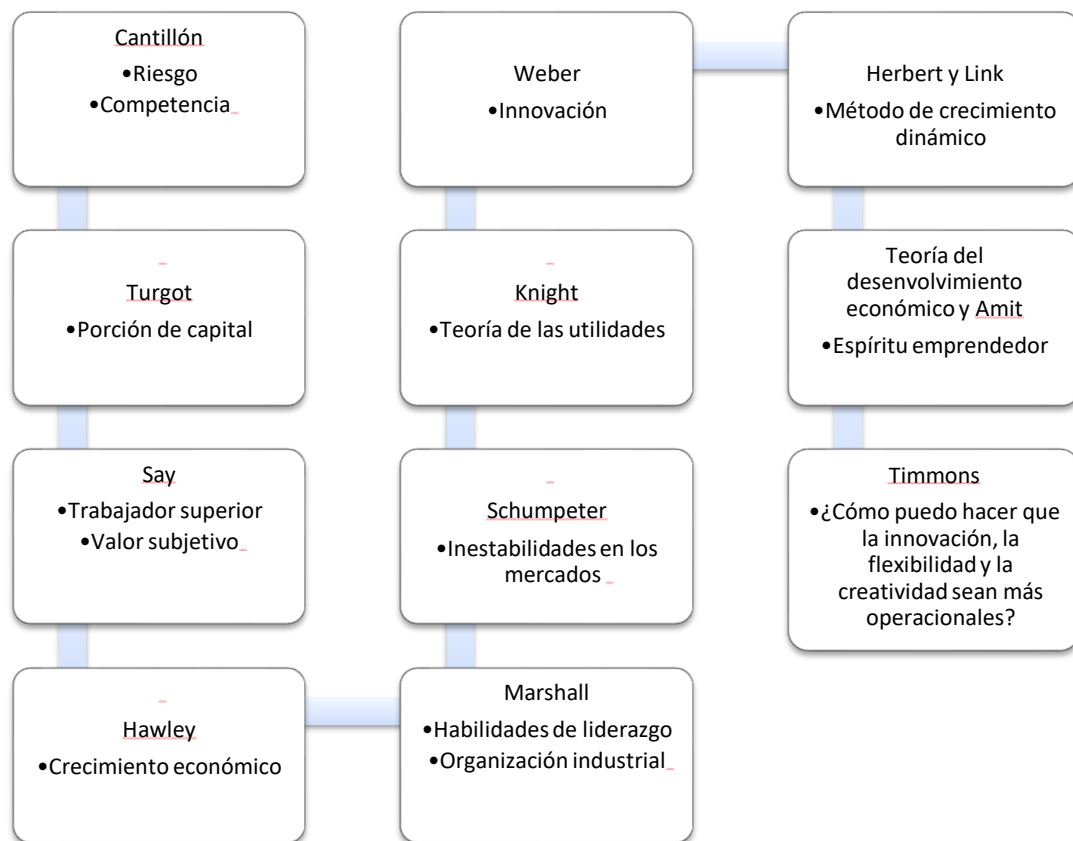 Cantillón
•Riesgo
•Competencia
Turgot
•Porción de capital
Say
•Trabajador superior
•Valor subjetivo
Hawley
•Crecimiento económico
Marshall
•Habilidades de liderazgo
•Organización industrial
Schumpeter
•Inestabilidades en los
mercados
Knight
•Teoría de las utilidades
Weber
•Innovación
Herbert y Link
•Método de crecimiento
dinámico
Teoría del
desenvolvimiento
económico y Amit
•Espíritu emprendedor
Timmons
•¿Cómo puedo hacer que
la innovación, la
flexibilidad y la
creatividad sean más
operacionales?